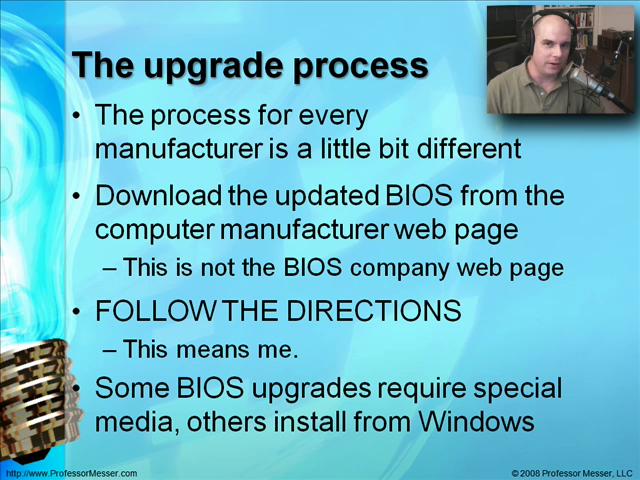 The upgrade process
• The process for every
manufacturer is a little bit different
• Download the updated BIOS from the
computer manufacturer web page
– This is not the BIOS company web page
• FOLLOW THE DIRECTIONS
– This means me.
• Some BIOS upgrades require special
media, others install from Windows
http://www.ProfessorMesser.com
© 2008 Professor Messer, LLC